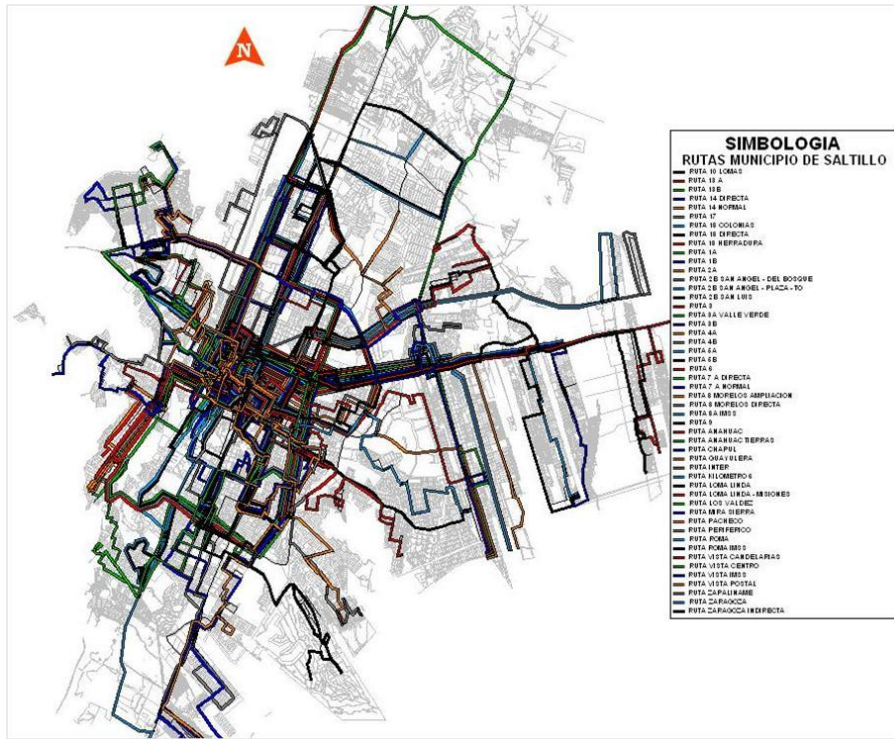 N
SIMBOLOGIA
RUTAS MUNICIPIO DE SALTILLO
RUTA 10 LOMAS
RUTA 13 A
RUTA 13 B
RUTA 14 DIRECTA
RUTA 14 NORMAL
RUTA 17
RUTA 18 COLONIAS
RUTA 18 DIRECTA
RUTA 18 HERRADURA
RUTA 1A
RUTA 1B
RUTA 2A
RUTA 2B SAN ANGEL - DEL BOSQUE
RUTA 2B SAN ANGEL - PLAZA - TO
RUTA 2B SAN LUIS
RUTA 3
RUTA 3A VALLE VERDE
RUTA 3B
RUTA 4A
RUTA 4B
RUTA 5A
RUTA 5B
RUTA 6
RUTA 7 A DIRECTA
RUTA 7 A NORMAL
RUTA 8 MORELOS AMPLIACION
RUTA 8 MORELOS DIRECTA
RUTA 8A IMSS
RUTA 9
RUTA ANAHUAC
RUTA ANAHUAC TIERRAS
RUTA CHAPUL
RUTA GUAYULERA
RUTA INTER
RUTA KILOMETRO 6
RUTA LOMA LINDA
RUTA LOMA LINDA - MISIONES
RUTA LOS VALDEZ
RUTA MIRA SIERRA
RUTA PACHECO
RUTA PERIFERICO
RUTA ROMA
RUTA ROMA IMSS
RUTA VISTA CANDELARIAS
RUTA VISTA CENTRO
RUTA VISTA IMSS
RUTA VISTA POSTAL
RUTA ZAPALINAME
RUTA ZARAGOZA
RUTA ZARAGOZA INDIRECTA